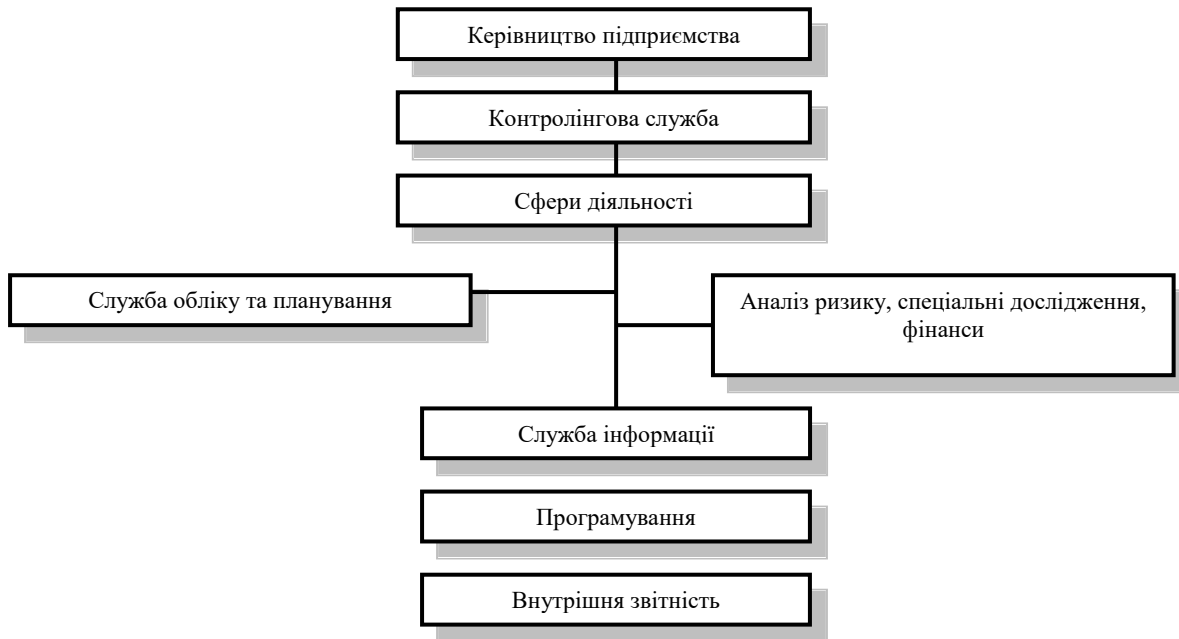 Керівництво підприємства
Контролінгова служба
Сфери діяльності
Служба обліку та планування
Аналіз ризику, спеціальні дослідження,
фінанси
Служба інформації
Програмування
Внутрішня звітність